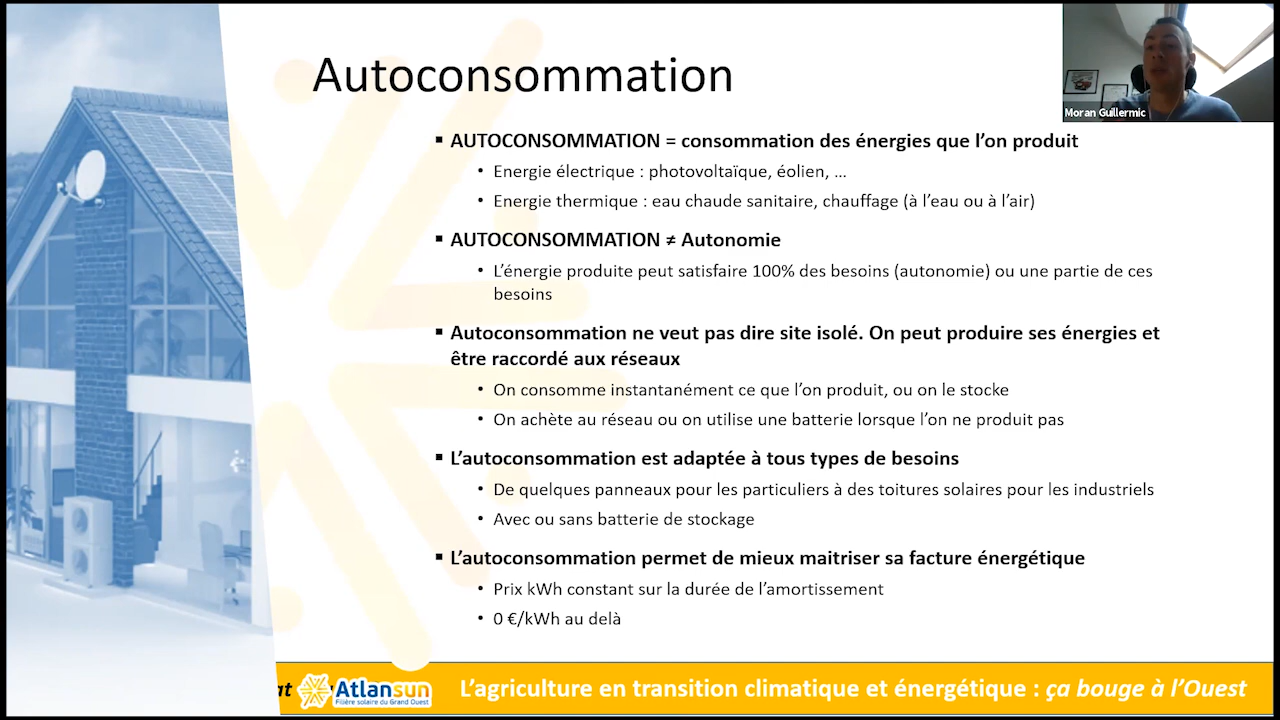 Autoconsommation
Moran Guillermic
▪ AUTOCONSOMMATION = consommation des énergies que l’on produit
• Energie électrique : photovoltaïque, éolien, …
• Energie thermique : eau chaude sanitaire, chauffage (à l’eau ou à l’air)
▪ AUTOCONSOMMATION ≠ Autonomie
• L’énergie produite peut satisfaire 100% des besoins (autonomie) ou une partie de ces
besoins
▪ Autoconsommation ne veut pas dire site isolé. On peut produire ses énergies et
être raccordé aux réseaux
• On consomme instantanément ce que l’on produit, ou on le stocke
• On achète au réseau ou on utilise une batterie lorsque l’on ne produit pas
▪ L’autoconsommation est adaptée à tous types de besoins
• De quelques panneaux pour les particuliers à des toitures solaires pour les industriels
• Avec ou sans batterie de stockage
▪ L’autoconsommation permet de mieux maitriser sa facture énergétique
• Prix kWh constant sur la durée de l’amortissement
• 0 €/kWh au delà
at
Atlansun
Filière solaire du Grand Ouest
L’agriculture en transition climatique et énergétique : ça bouge à l’Ouest